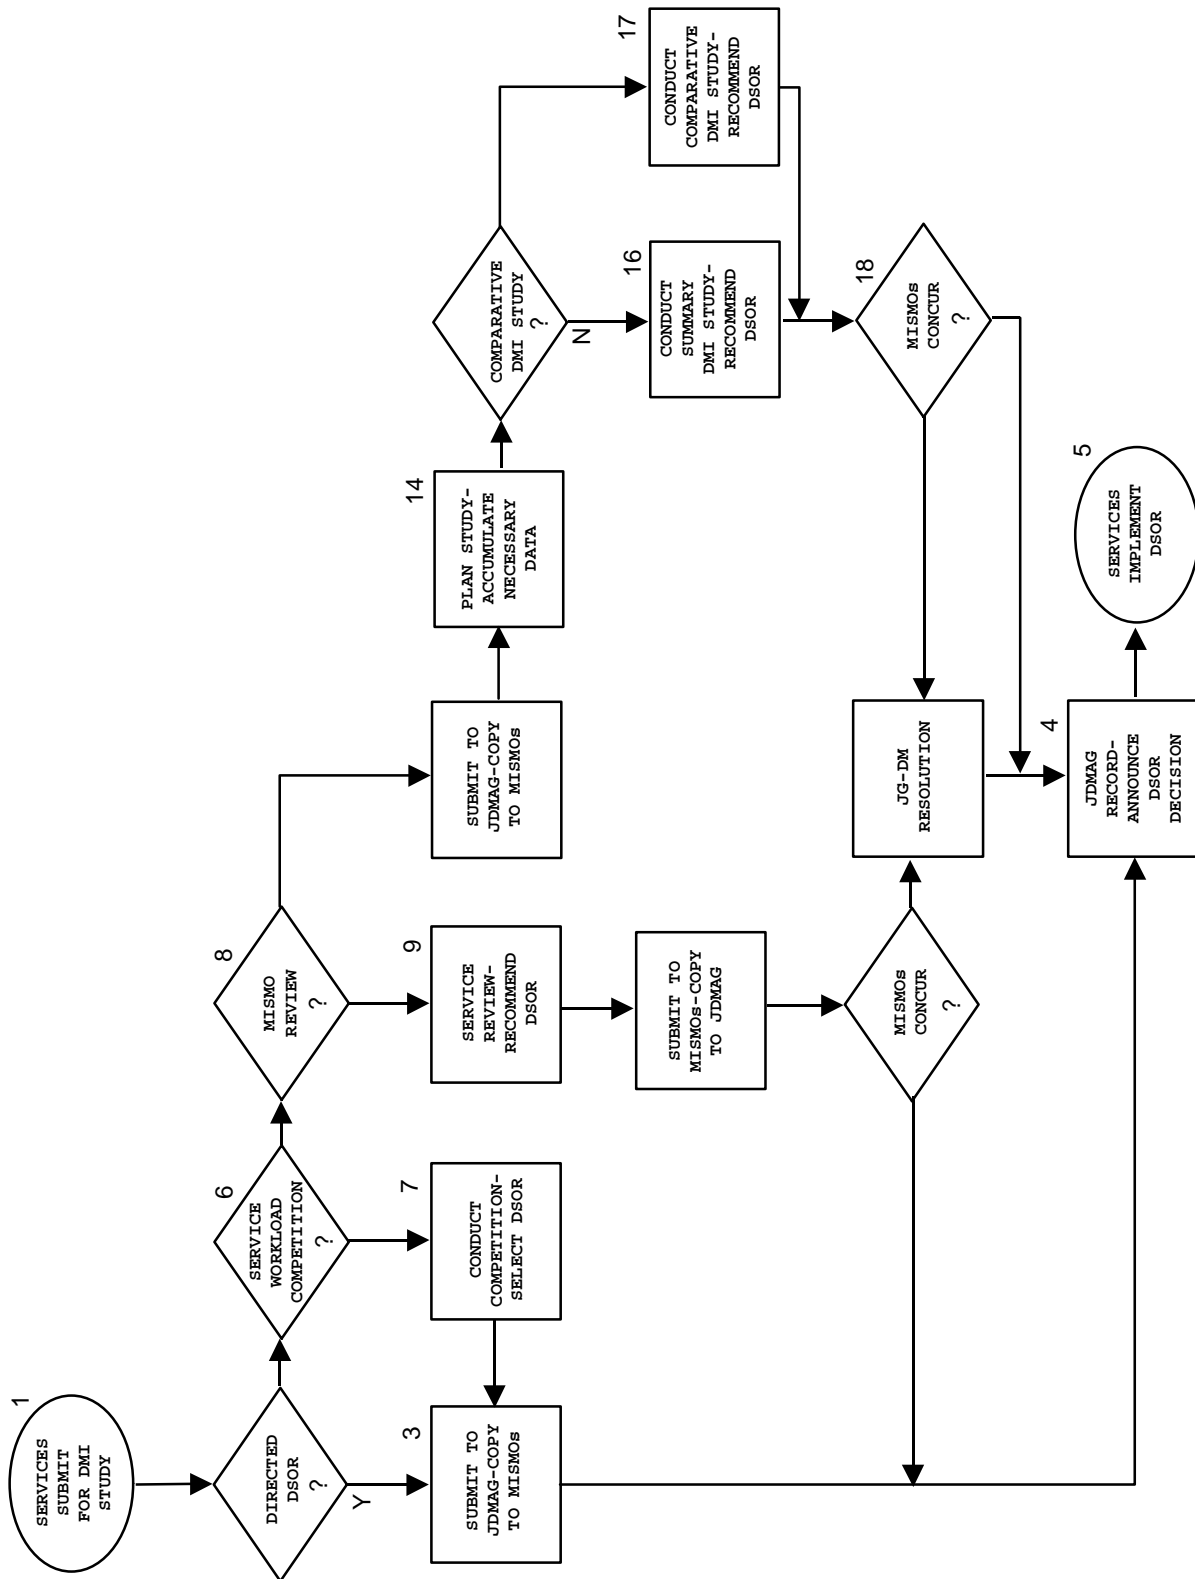 1
SERVICES
SUBMIT
FOR DMI
STUDY
DIRECTED
DSOR
?
Y
3
SUBMIT TO
JDMAG-COPY
TO MISMOs
6
SERVICE
WORKLOAD
COMPETITION
?
7
CONDUCT
COMPETITION-
SELECT DSOR
8
MISMO
REVIEW
?
9
SERVICE
REVIEW-
RECOMMEND
DSOR
SUBMIT TO
MISMOs-COPY
TO JDMAG
MISMOs
CONCUR
?
SUBMIT TO
JDMAG-COPY
TO MISMOs
14
PLAN STUDY-
ACCUMULATE
NECESSARY
DATA
COMPARATIVE
DMI STUDY
?
N
16
CONDUCT
SUMMARY
DMI STUDY-
RECOMMEND
DSOR
17
CONDUCT
COMPARATIVE
DMI STUDY-
RECOMMEND
DSOR
18
MISMOs
CONCUR
?
JG-DM
RESOLUTION
4
JDMAG
RECORD-
ANNOUNCE
DSOR
DECISION
5
SERVICES
IMPLEMENT
DSOR